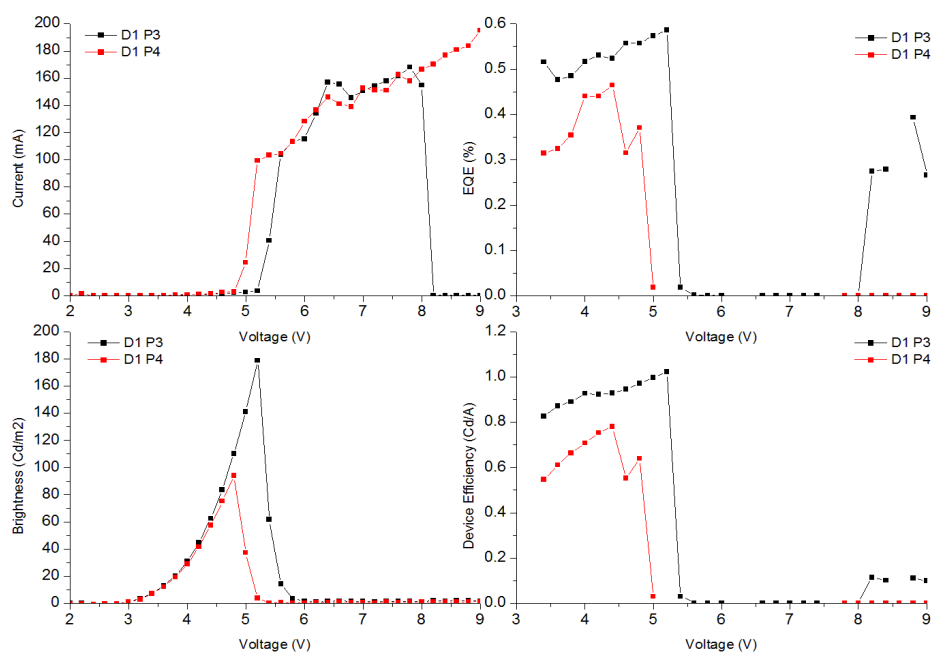 200
180
160
140
120
100
80
60
40
20
0
Current (mA)
D1 P3
D1 P4
2 3 4 5 6 7 8 9
Voltage (V)
0.6
0.5
0.4
0.3
0.2
0.1
0.0
EQE (%)
D1 P3
D1 P4
3 4 5 6 7 8 9
Voltage (V)
200
180
160
140
120
100
80
60
40
20
0
Brightness (Cd/m2)
D1 P3
D1 P4
2 3 4 5 6 7 8 9
Voltage (V)
1.2
1.0
0.8
0.6
0.4
0.2
0.0
Device Efficiency (Cd/A)
D1 P3
D1 P4
3 4 5 6 7 8 9
Voltage (V)